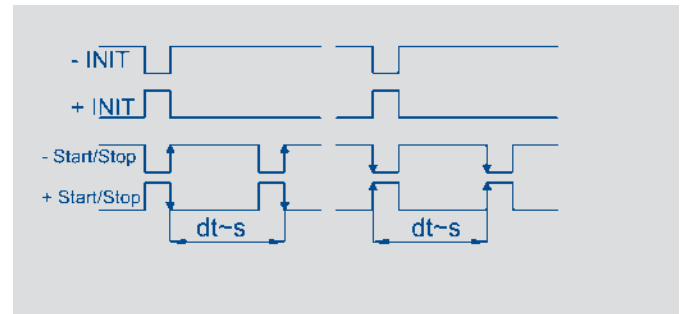 - INIT
+ INIT
- Start/Stop
+ Start/Stop
dt~s dt~s